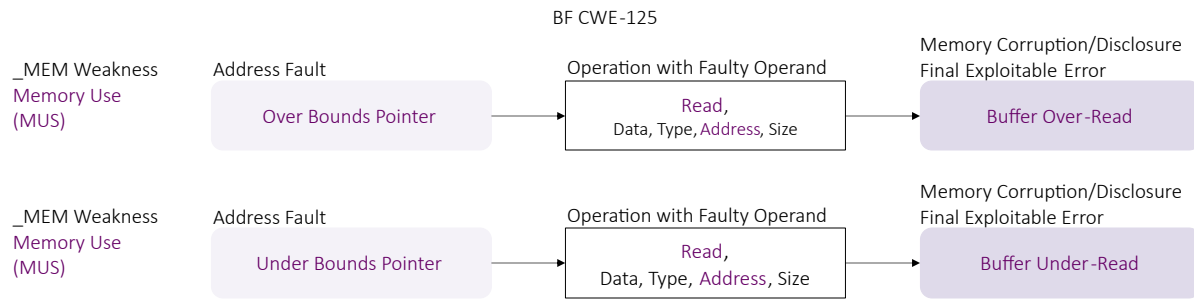 BF CWE-125
_MEM Weakness
Memory Use
(MUS)
Address Fault
Over Bounds Pointer
Operation with Faulty Operand
Read,
Data, Type, Address, Size
Memory Corruption/Disclosure
Final Exploitable Error
Buffer Over-Read
_MEM Weakness
Memory Use
(MUS)
Address Fault
Under Bounds Pointer
Operation with Faulty Operand
Read,
Data, Type, Address, Size
Memory Corruption/Disclosure
Final Exploitable Error
Buffer Under-Read